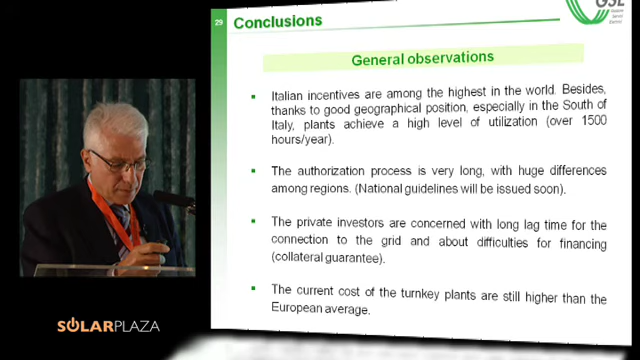 29 Conclusions
GSE
General observations
▪ Italian incentives are among the highest in the world. Besides,
thanks to good geographical position, especially in the South of
Italy, plants achieve a high level of utilization (over 1500
hours/year).
▪ The authorization process is very long, with huge differences
among regions. (National guidelines will be issued soon).
▪ The private investors are concerned with long lag time for the
connection to the grid and about difficulties for financing
(collateral guarantee).
▪ The current cost of the turnkey plants are still higher than the
European average.
SOLARPLAZA